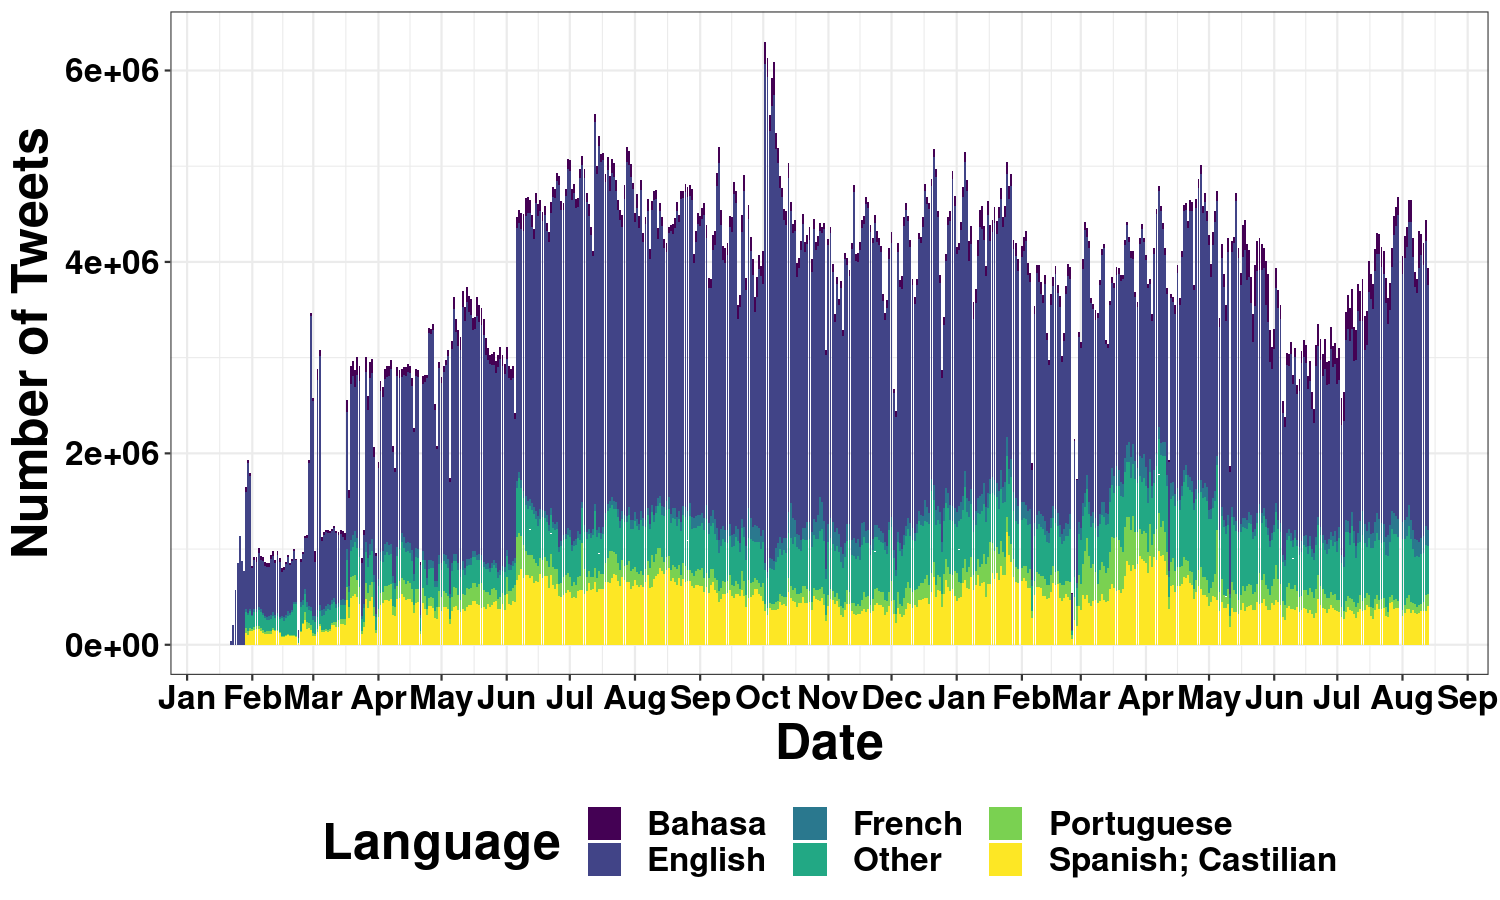 Number of Tweets
6e+06
4e+06
2e+06
0e+00
Jan Feb Mar Apr May Jun Jul Aug Sep Oct Nov Dec Jan Feb Mar Apr May Jun Jul Aug Sep
Date
Language
Bahasa French Portuguese
English Other Spanish; Castilian